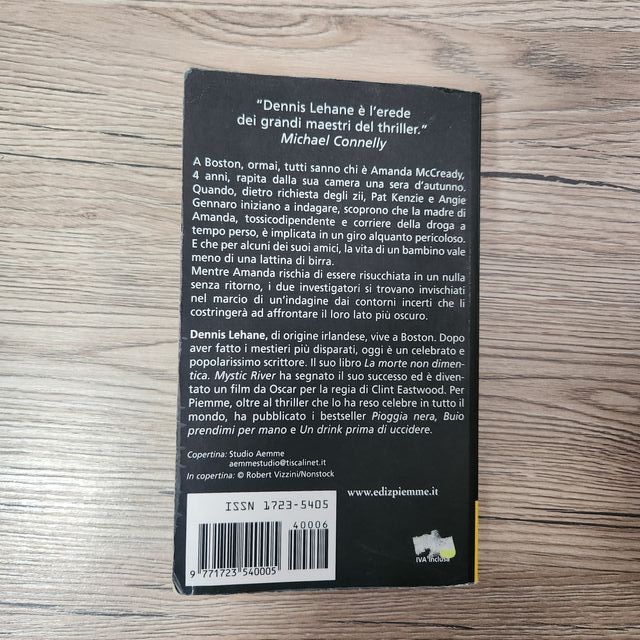 "Dennis Lehane è l'erede
dei grandi maestri del thriller."
Michael Connelly
A Boston, ormai, tutti sanno chi è Amanda McCready,
4 anni, rapita dalla sua camera una sera d'autunno.
Quando, dietro richiesta degli zii, Pat Kenzie e Angie
Gennaro iniziano a indagare, scoprono che la madre di
Amanda, tossicodipendente e corriere della droga a
tempo perso, è implicata in un giro alquanto pericoloso.
E che per alcuni dei suoi amici, la vita di un bambino vale
meno di una lattina di birra.
Mentre Amanda rischia di essere risucchiata in un nulla
senza ritorno, i due investigatori si trovano invischiati
nel marcio di un'indagine dai contorni incerti che li
costringerà ad affrontare il loro lato più oscuro.
Dennis Lehane, di origine irlandese, vive a Boston. Dopo
aver fatto i mestieri più disparati, oggi è un celebrato e
popolarissimo scrittore. Il suo libro La morte non dimen-
tica. Mystic River ha segnato il suo successo ed è diven-
tato un film da Oscar per la regia di Clint Eastwood. Per
Piemme, oltre al thriller che lo ha reso celebre in tutto il
mondo, ha pubblicato i bestseller Pioggia nera, Buio
prendimi per mano e Un drink prima di uccidere.
Copertina: Studio Aemme
aemmestudio@tiscalinet.it
In copertina: © Robert Vizzini/Nonstock
www.edizpiemme.it
ISSN 1723-5405
40006
9 771723 540005
IVA inclusa